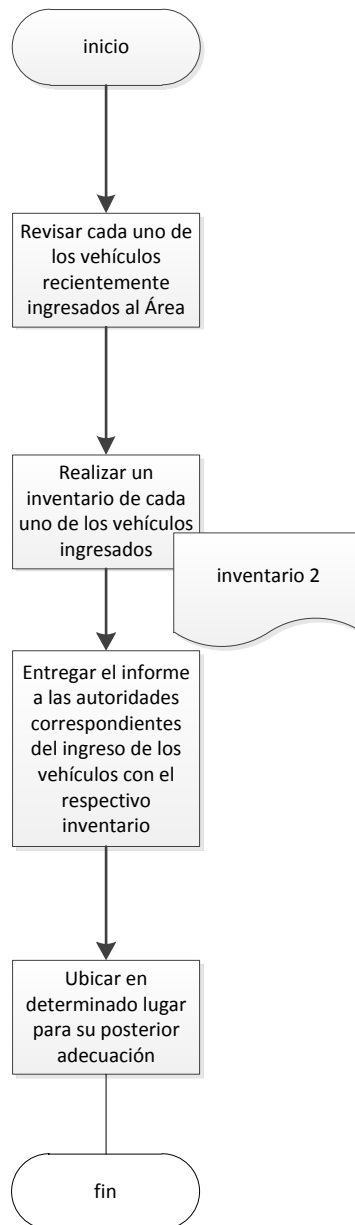 inicio
Revisar cada uno de
los vehículos
recientemente
ingresados al Área
Realizar un
inventario de cada
uno de los vehículos
ingresados
inventario 2
Entregar el informe
a las autoridades
correspondientes
del ingreso de los
vehículos con el
respectivo
inventario
Ubicar en
determinado lugar
para su posterior
adecuación
fin